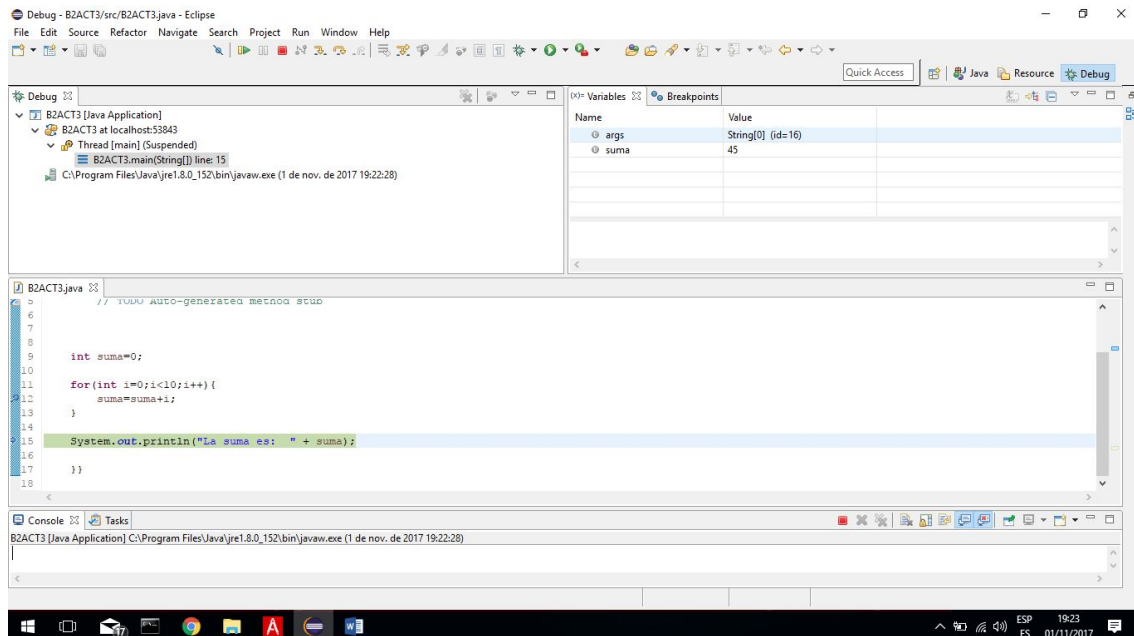 Debug - B2ACT3/src/B2ACT3.java - Eclipse
File Edit Source Refactor Navigate Search Project Run Window Help
Quick Access Java Resource Debug
Debug
B2ACT3 [Java Application]
B2ACT3 at localhost:53843
Thread [main] (Suspended)
B2ACT3.main(String[]) line: 15
C:\Program Files\Java\jre1.8.0_152\bin\javaw.exe (1 de nov. de 2017 19:22:28)
(x)= Variables Breakpoints
Name Value
args String[0] (id=16)
suma 45
B2ACT3.java
5 // TODO Auto-generated method stub
6
7
8
9 int suma=0;
10
11 for(int i=0;i<10;i++){
12 suma=suma+i;
13 }
14
15 System.out.println("La suma es:  " + suma);
16
17 }}
18
Console Tasks
B2ACT3 [Java Application] C:\Program Files\Java\jre1.8.0_152\bin\javaw.exe (1 de nov. de 2017 19:22:28)
17
ESP 19:23
ES 01/11/2017